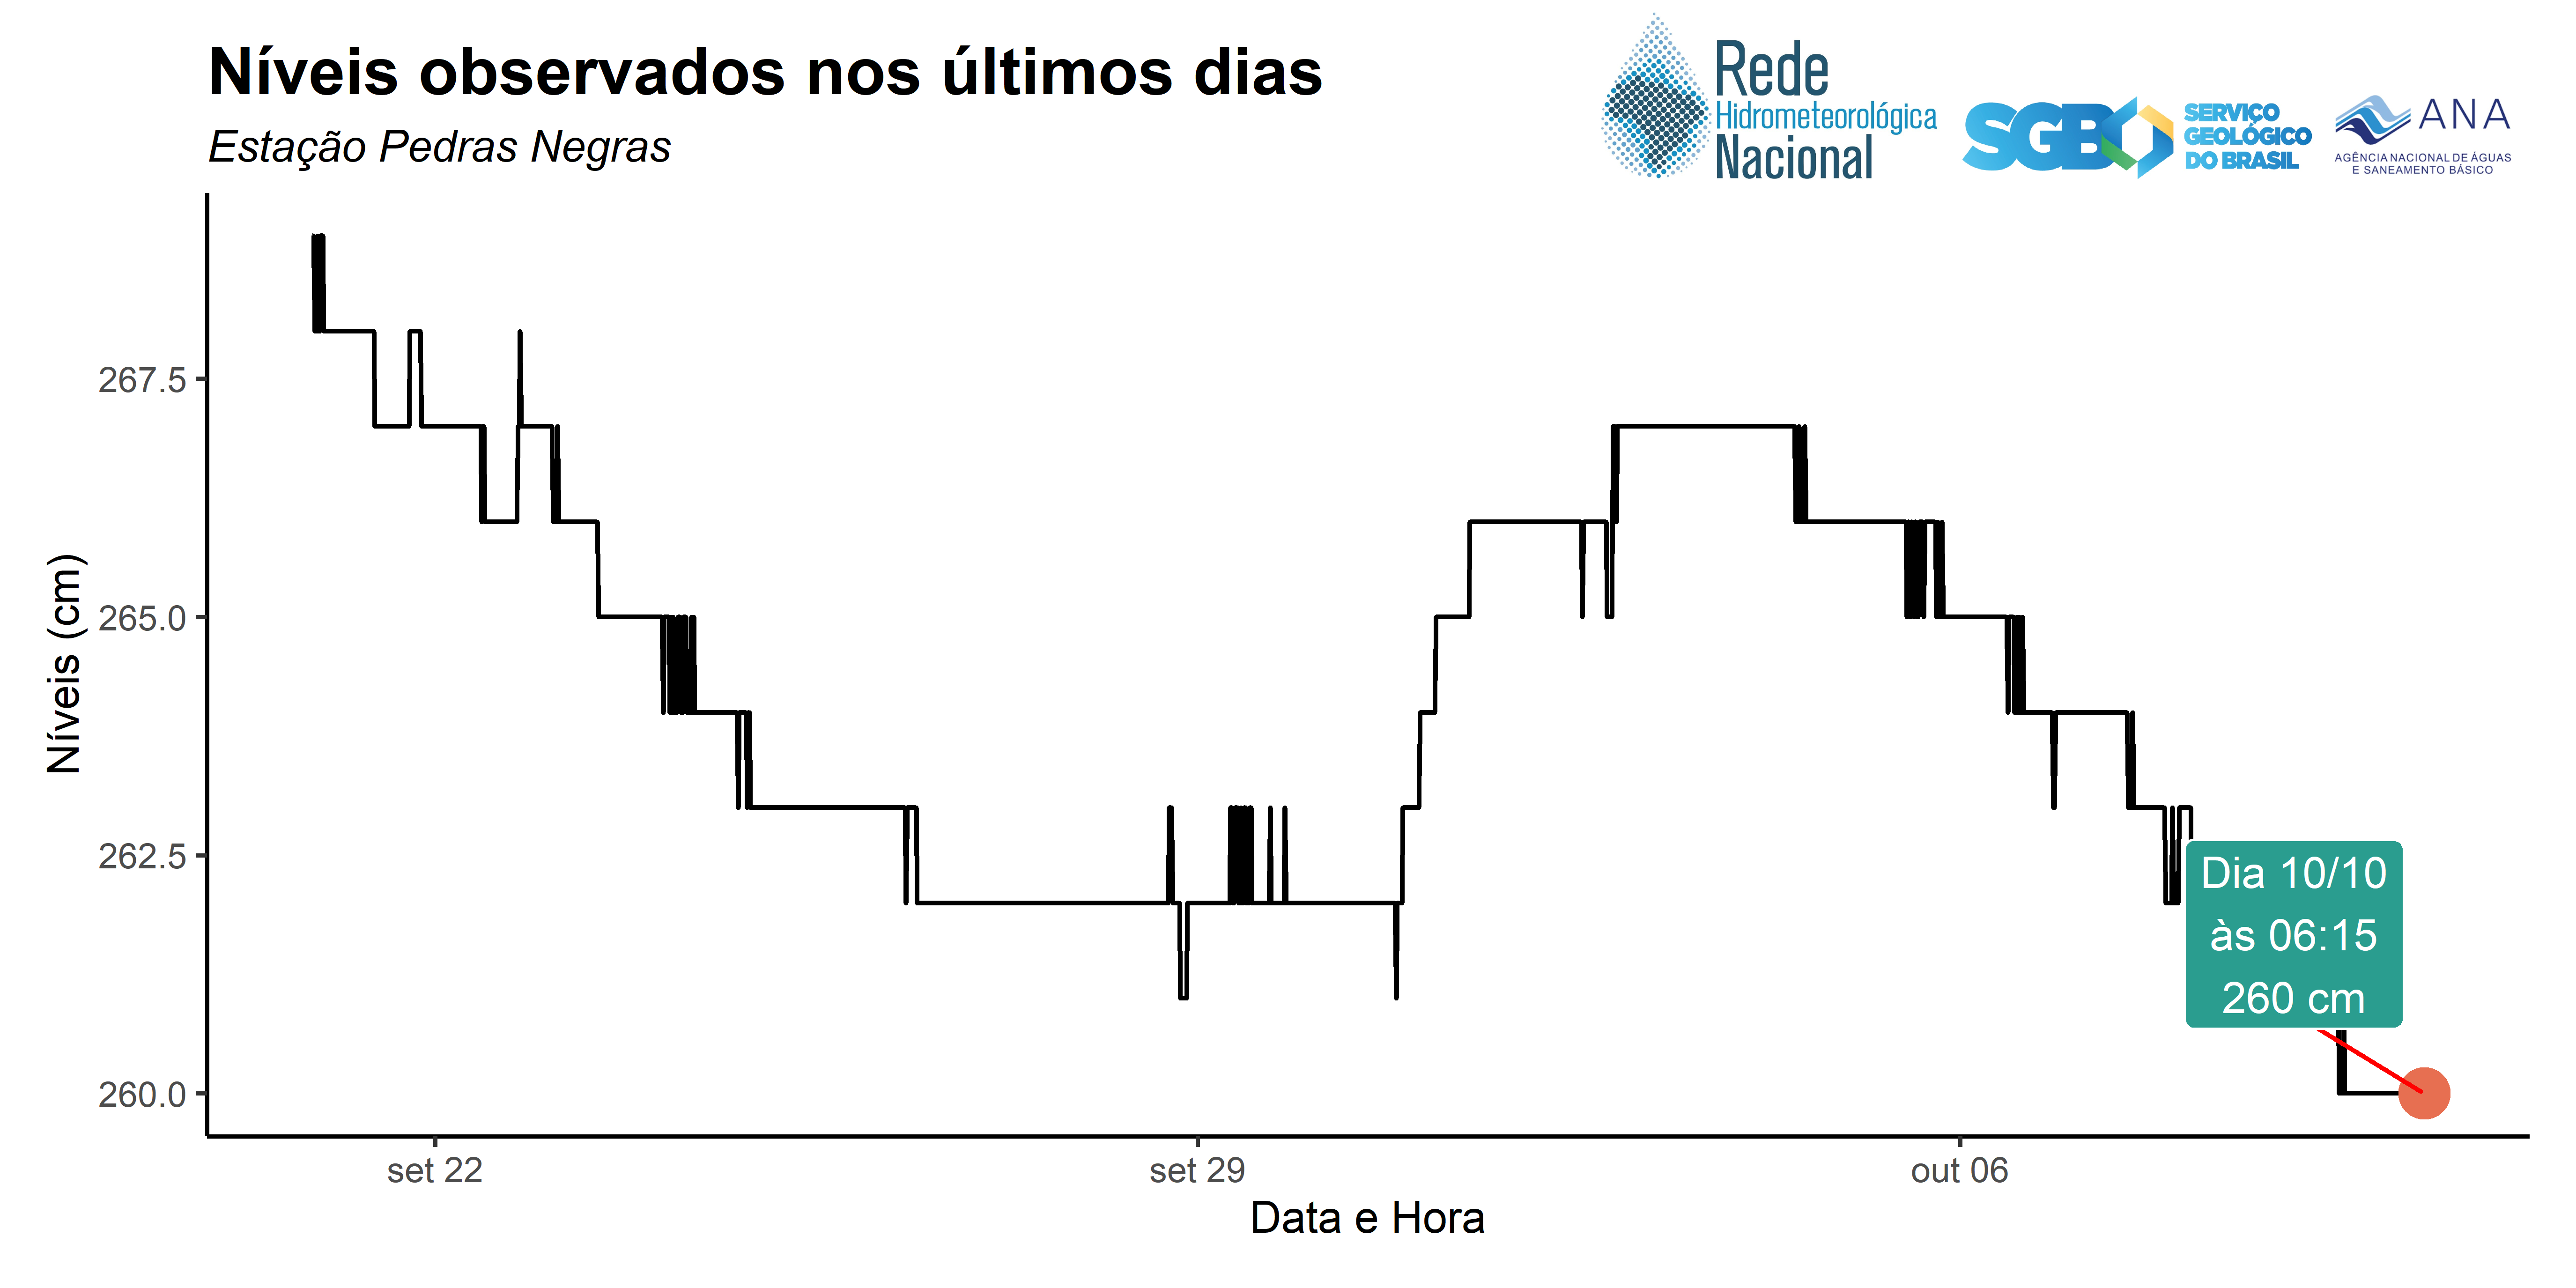 Níveis observados nos últimos dias
Estação Pedras Negras
Rede
Hidrometeorológica
Nacional
SGB
SERVIÇO
GEOLÓGICO
DO BRASIL
ANA
AGÊNCIA NACIONAL DE ÁGUAS
E SANEAMENTO BÁSICO
Níveis (cm)
267.5
265.0
262.5
260.0
Dia 10/10
às 06:15
260 cm
set 22
set 29
out 06
Data e Hora